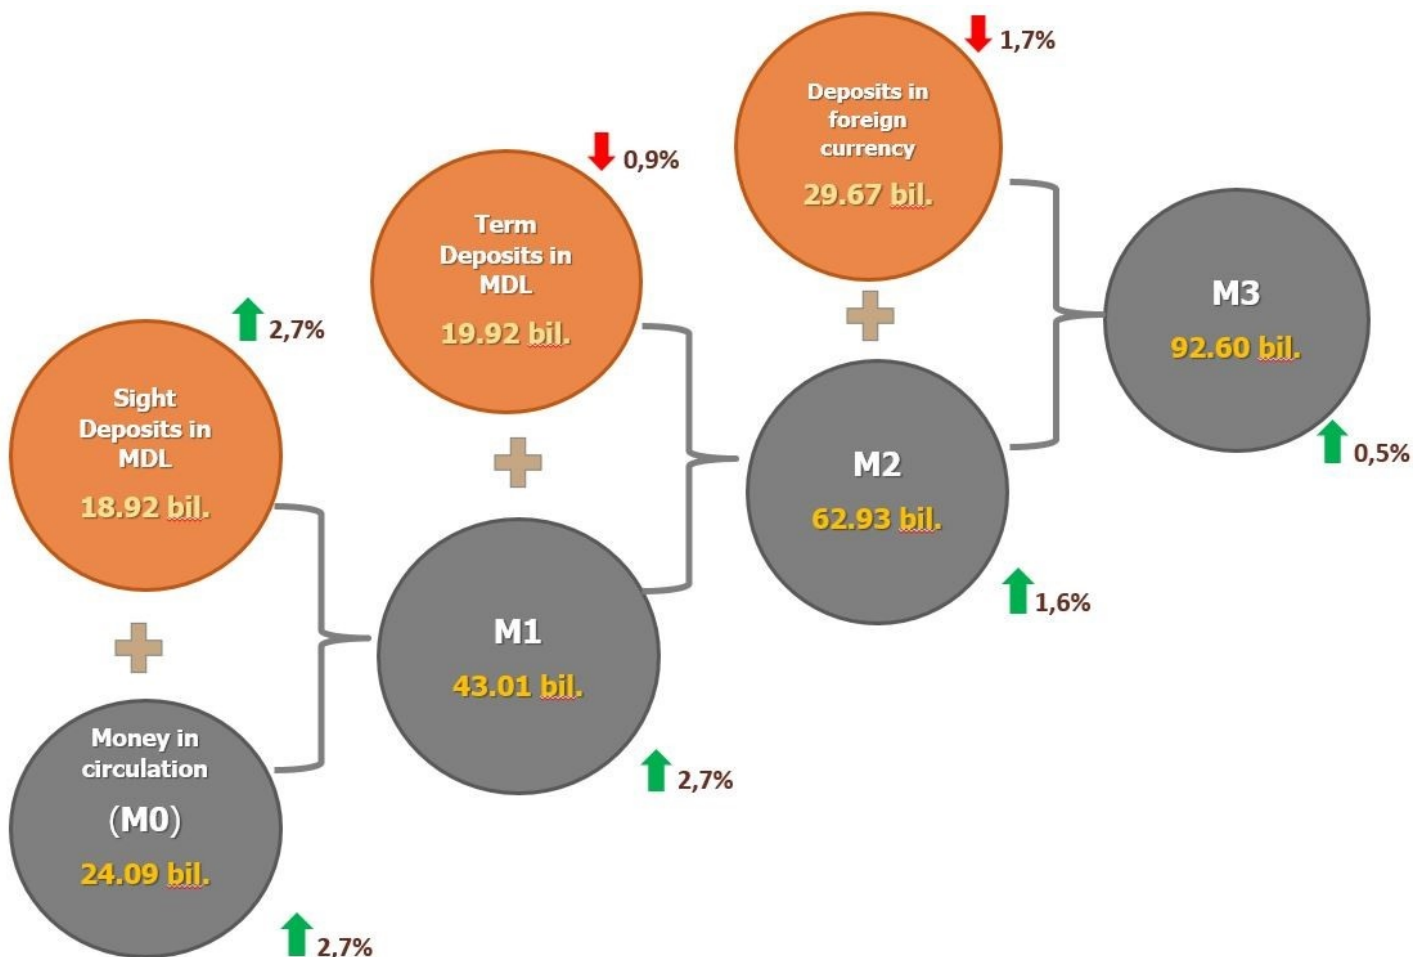 2,7%
Sight
Deposits in
MDL
18.92 bil.
Money in
circulation
(M0)
24.09 bil.
2,7%
0,9%
Term
Deposits in
MDL
19.92 bil.
M1
43.01 bil.
2,7%
1,7%
Deposits in
foreign
currency
29.67 bil.
M2
62.93 bil.
1,6%
M3
92.60 bil.
0,5%